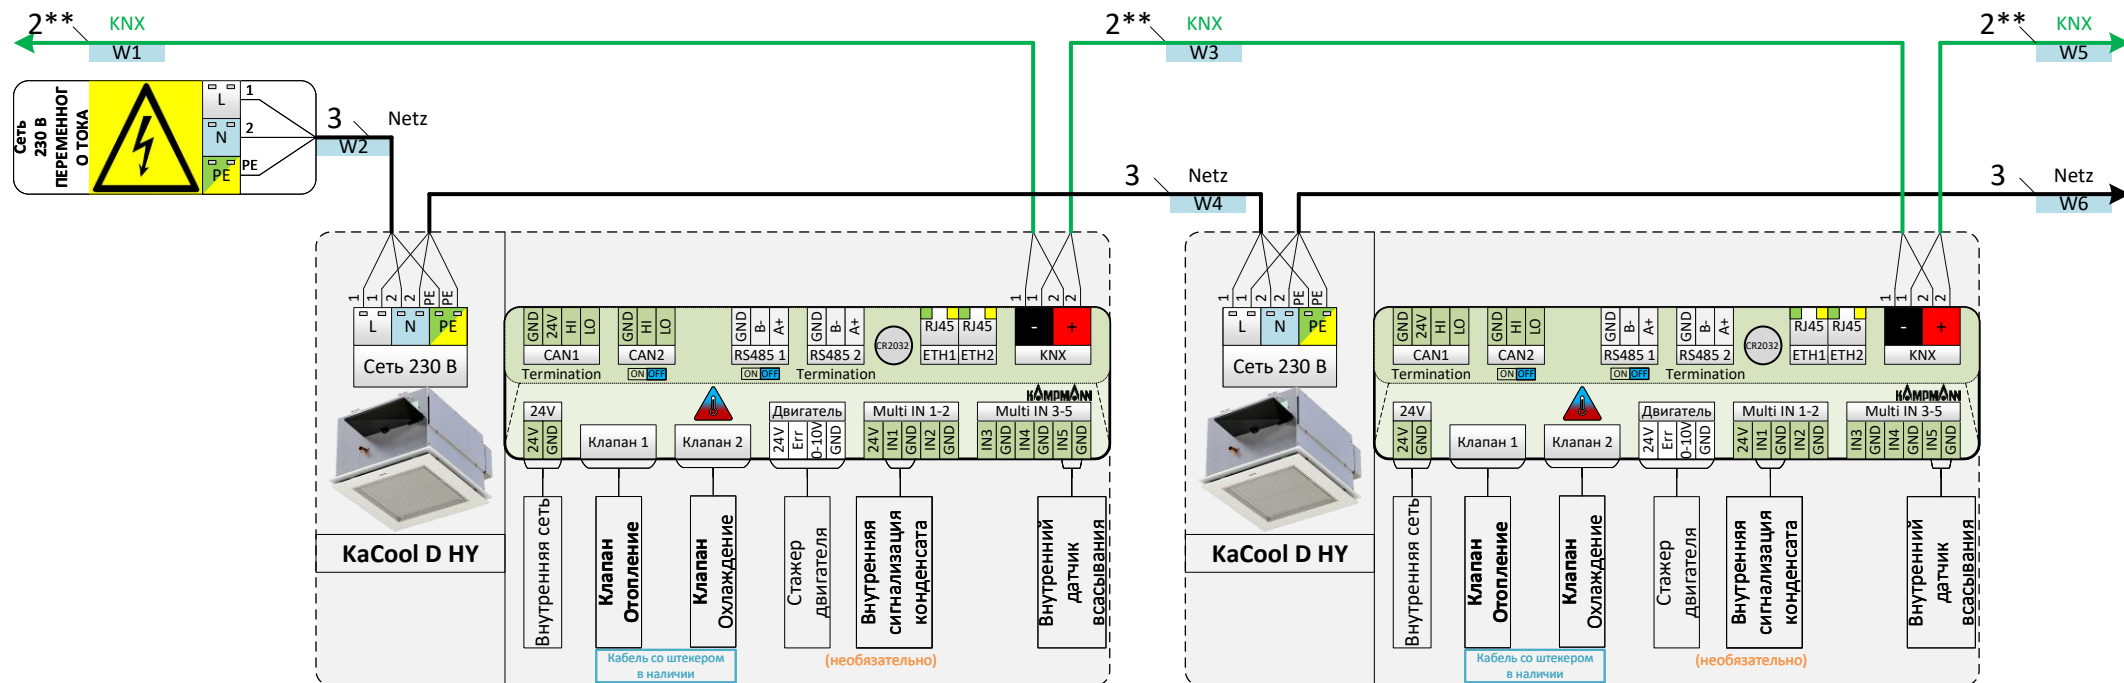 2**
KNX
W1
2**
KNX
W3
2**
KNX
W5
Сеть
230 В
ПЕРЕМЕННОГ
О ТОКА
L
N
PE
1
2
PE
3
Netz
W2
3
Netz
W4
3
Netz
W6
1
1
2
2
PE
PE
L
N
PE
Сеть 230 В
KaCool D HY
1
1
2
2
GND
24V
HI
LO
CAN1
GND
HI
LO
CAN2
GND
B-
A+
RS485 1
GND
B-
A+
RS485 2
CR2032
RJ45
RJ45
ETH1
ETH2
-
+
KNX
Termination
ON OFF
ON OFF
Termination
KAMPMANN
24V
24V
GND
Клапан 1
Клапан 2
Двигатель
24V
Err
0-10V
GND
Multi IN 1-2
24V
IN1
GND
IN2
GND
Multi IN 3-5
IN3
GND
IN4
GND
IN5
GND
Внутренняя сеть
Клапан
Отопление
Клапан
Охлаждение
Стажер
двигателя
Внутренняя
сигнализация
конденсата
Внутренний
датчик
всасывания
Кабель со штекером
в наличии
(необязательно)
1
1
2
2
PE
PE
L
N
PE
Сеть 230 В
KaCool D HY
1
1
2
2
GND
24V
HI
LO
CAN1
GND
HI
LO
CAN2
GND
B-
A+
RS485 1
GND
B-
A+
RS485 2
CR2032
RJ45
RJ45
ETH1
ETH2
-
+
KNX
Termination
ON OFF
ON OFF
Termination
KAMPMANN
24V
24V
GND
Клапан 1
Клапан 2
Двигатель
24V
Err
0-10V
GND
Multi IN 1-2
24V
IN1
GND
IN2
GND
Multi IN 3-5
IN3
GND
IN4
GND
IN5
GND
Внутренняя сеть
Клапан
Отопление
Клапан
Охлаждение
Стажер
двигателя
Внутренняя
сигнализация
конденсата
Внутренний
датчик
всасывания
Кабель со штекером
в наличии
(необязательно)